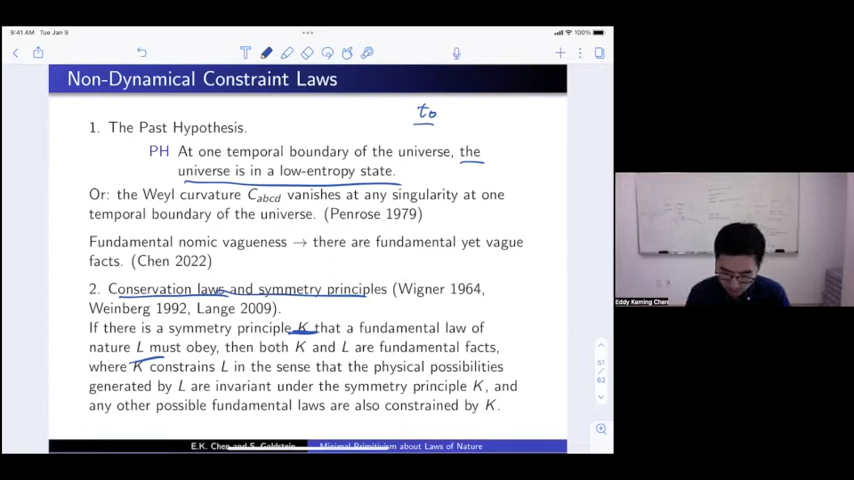 9:41 AM Tue Jan 9
100%
Non-Dynamical Constraint Laws
t₀
1. The Past Hypothesis.
PH At one temporal boundary of the universe, the
universe is in a low-entropy state.
Or: the Weyl curvature Cabcd vanishes at any singularity at one
temporal boundary of the universe. (Penrose 1979)
Fundamental nomic vagueness → there are fundamental yet vague
facts. (Chen 2022)
2. Conservation laws and symmetry principles (Wigner 1964,
Weinberg 1992, Lange 2009).
If there is a symmetry principle K that a fundamental law of
nature L must obey, then both K and L are fundamental facts,
where K constrains L in the sense that the physical possibilities
generated by L are invariant under the symmetry principle K, and
any other possible fundamental laws are also constrained by K.
51
/
62
E.K. Chen and S. Goldstein
Minimal Primitivism about Laws of Nature
Eddy Keming Chen